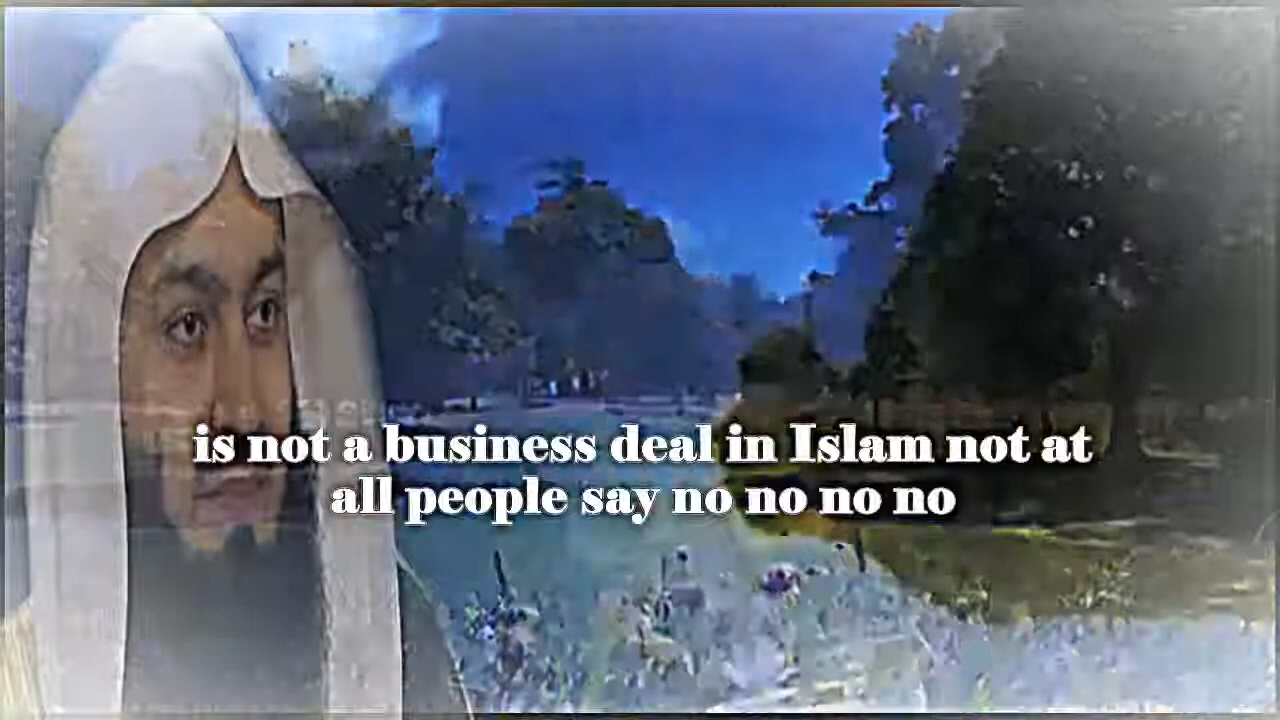 is not a business deal in Islam not at
all people say no no no no